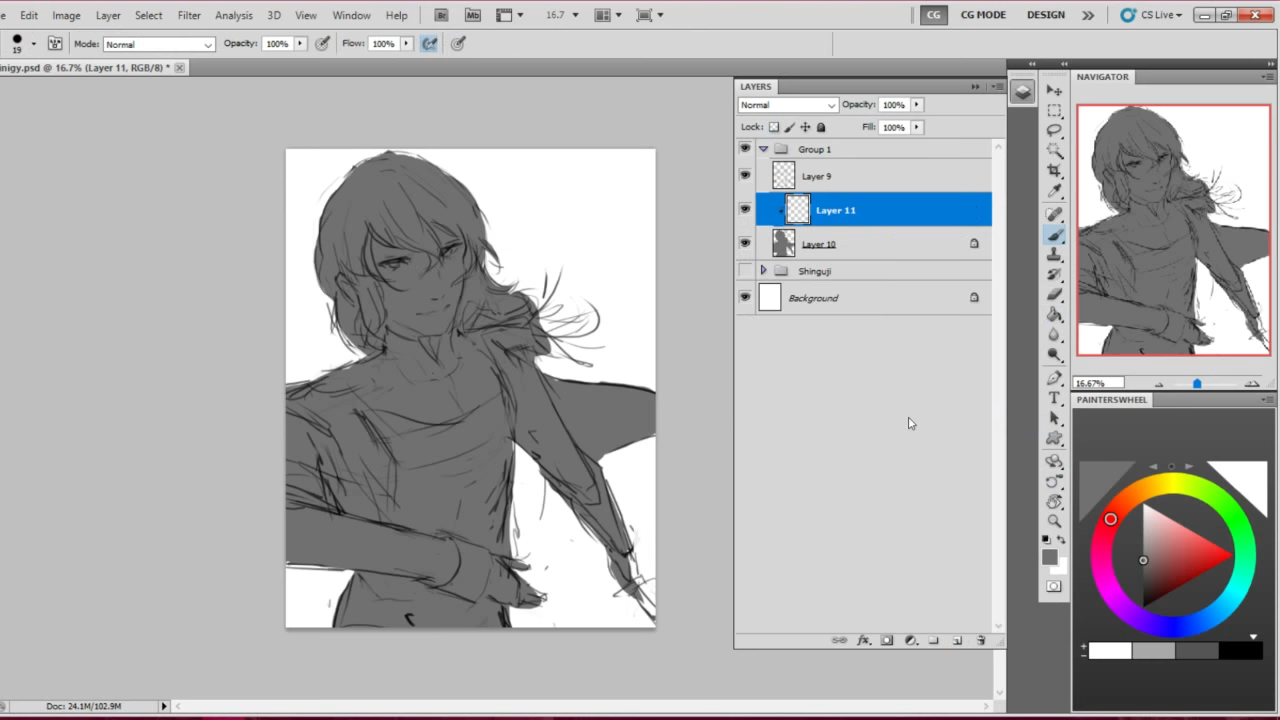 Edit Image Layer Select Filter Analysis 3D View Window Help Br Mb 16.7 CG CG MODE DESIGN CS Live
19 Mode: Normal Opacity: 100% Flow: 100%
inigy.psd @ 16.7% (Layer 11, RGB/8) *
LAYERS
Normal Opacity: 100%
Lock: Fill: 100%
Group 1
Layer 9
Layer 11
Layer 10
Shinguji
Background
fx
NAVIGATOR
16.67%
PAINTERSWHEEL
T
Doc: 24.1M/102.9M